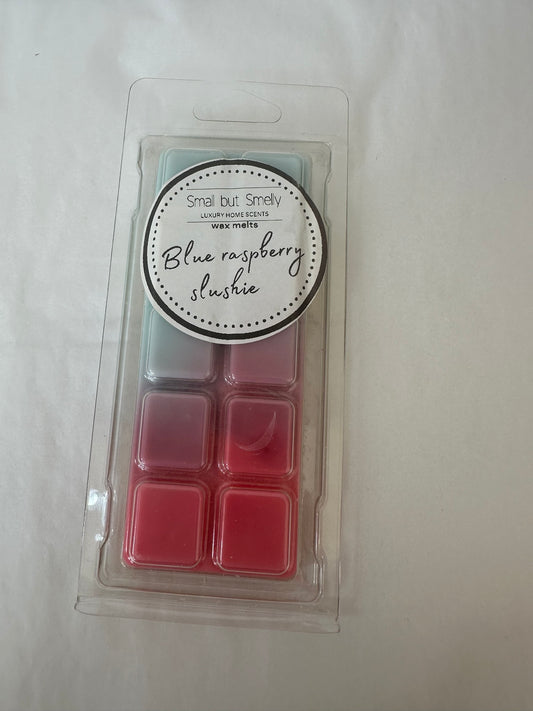 Small but Smelly
LUXURY HOME SCENTS
wax melts
Blue raspberry
slushie